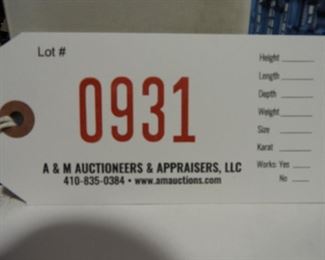 Lot #
0931
A & M AUCTIONEERS & APPRAISERS, LLC
410-835-0384 • www.amauctions.com
Height
Length
Depth
Weight
Size
Karat
Works: Yes
No